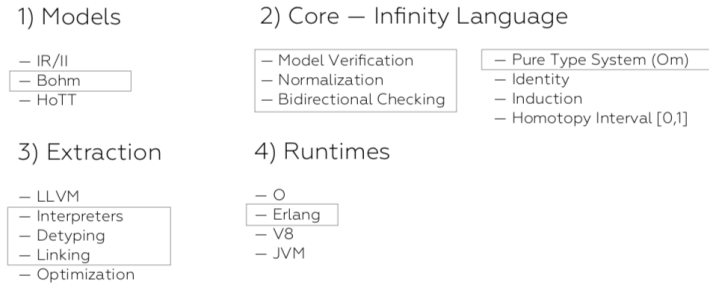 1) Models
— IR/II
— Bohm
— HoTT
2) Core — Infinity Language
— Model Verification
— Normalization
— Bidirectional Checking
— Pure Type System (Om)
— Identity
— Induction
— Homotopy Interval [0,1]
3) Extraction
— LLVM
— Interpreters
— Detyping
— Linking
— Optimization
4) Runtimes
— O
— Erlang
— V8
— JVM